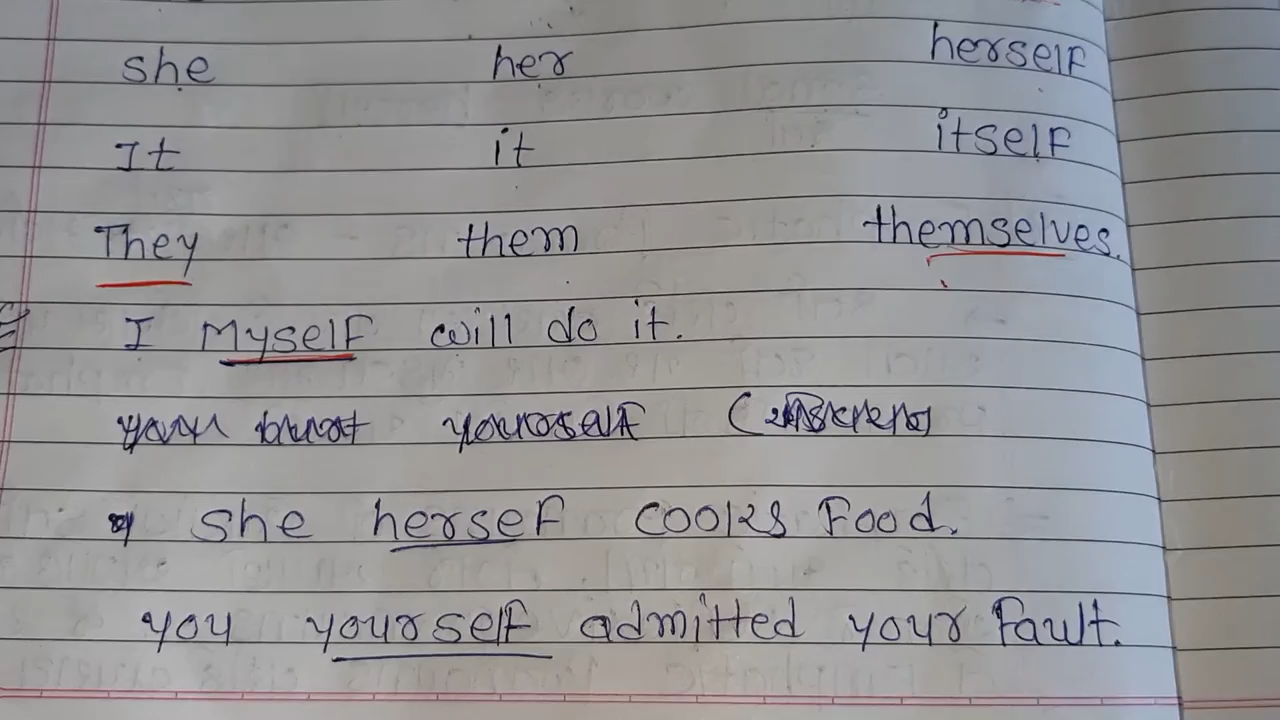 she her herself
It it itself
They them themselves.
I Myself will do it.
yourself
she hersef cooks Food.
you yourself admitted your Fault.